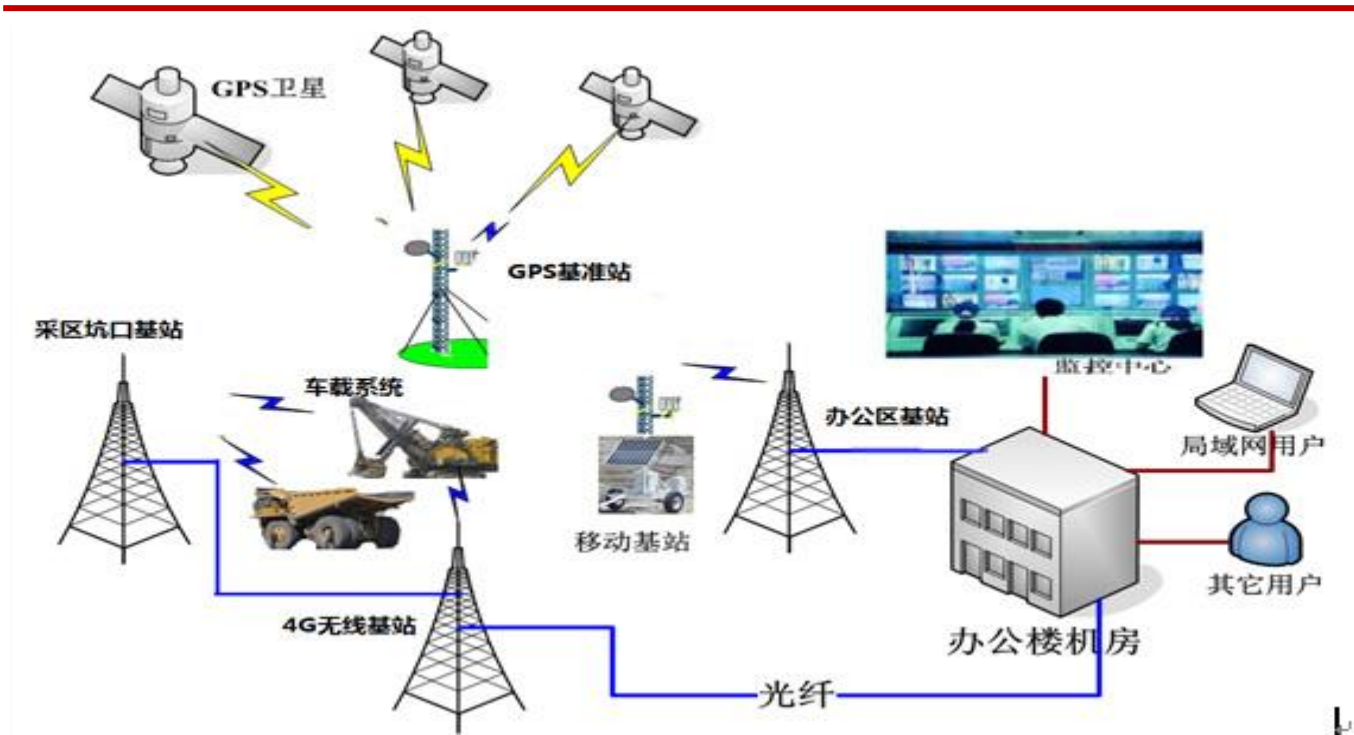 GPS卫星
GPS基准站
采区坑口基站
车载系统
监控中心
办公区基站
局域网用户
移动基站
其它用户
4G无线基站
办公楼机房
光纤